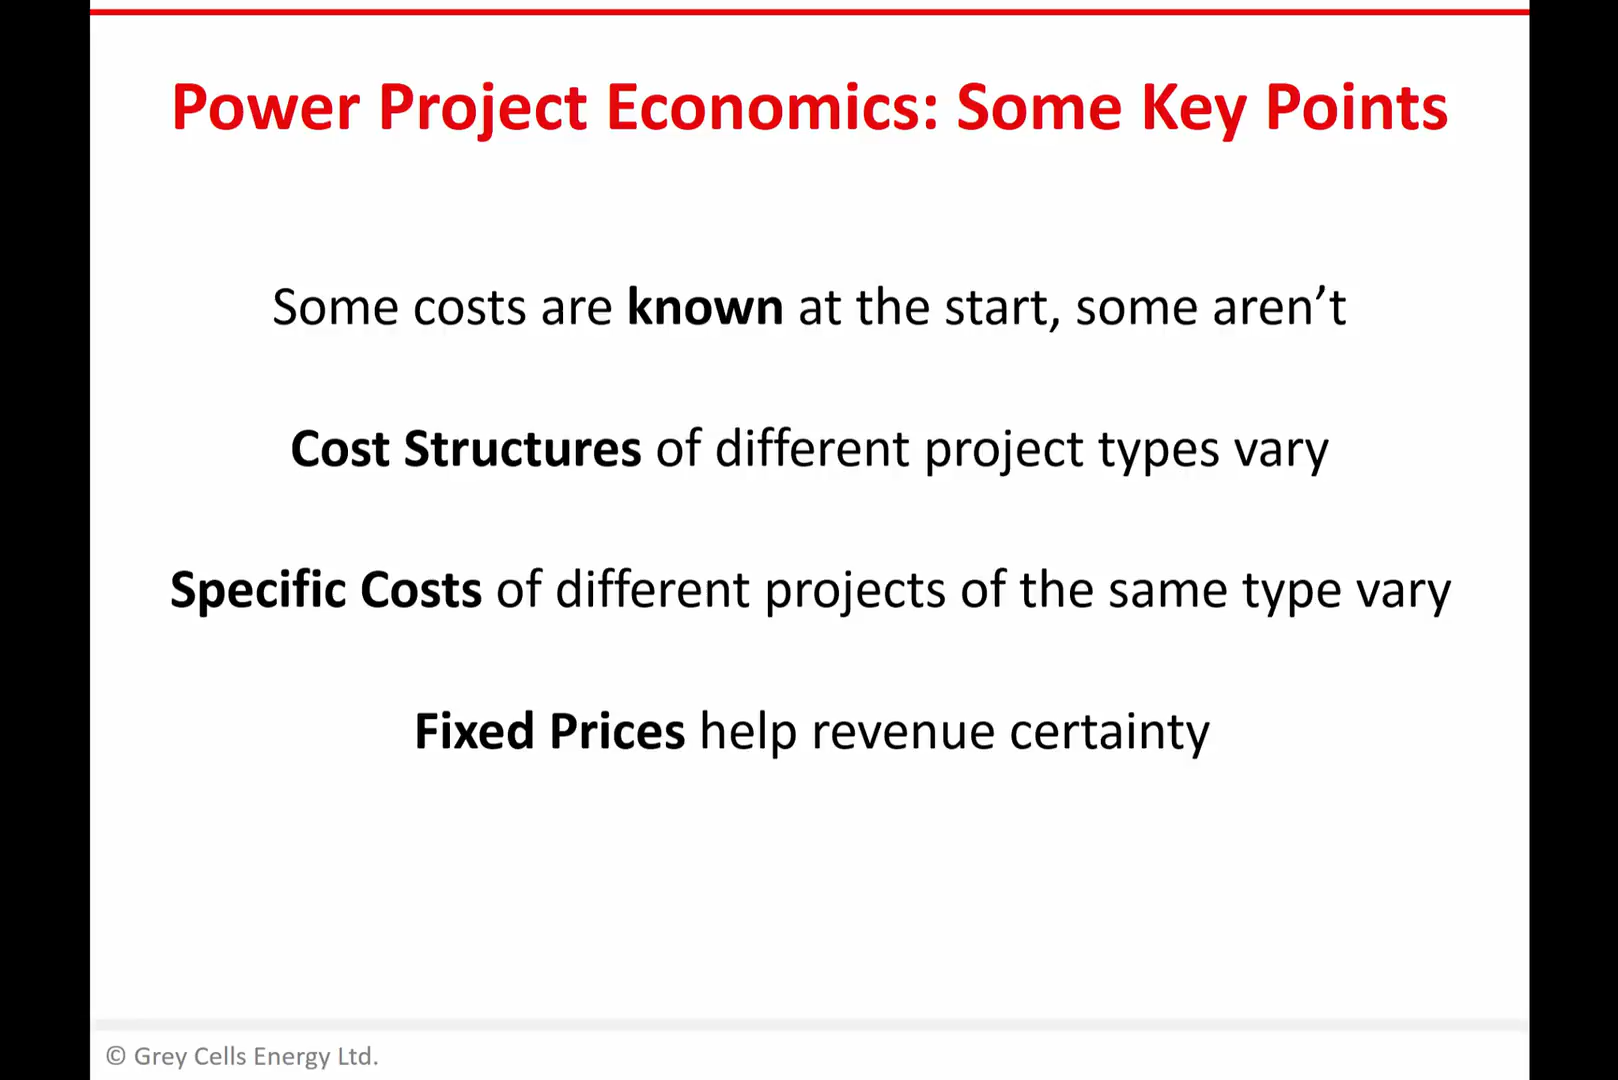 Power Project Economics: Some Key Points
Some costs are known at the start, some aren’t
Cost Structures of different project types vary
Specific Costs of different projects of the same type vary
Fixed Prices help revenue certainty
© Grey Cells Energy Ltd.